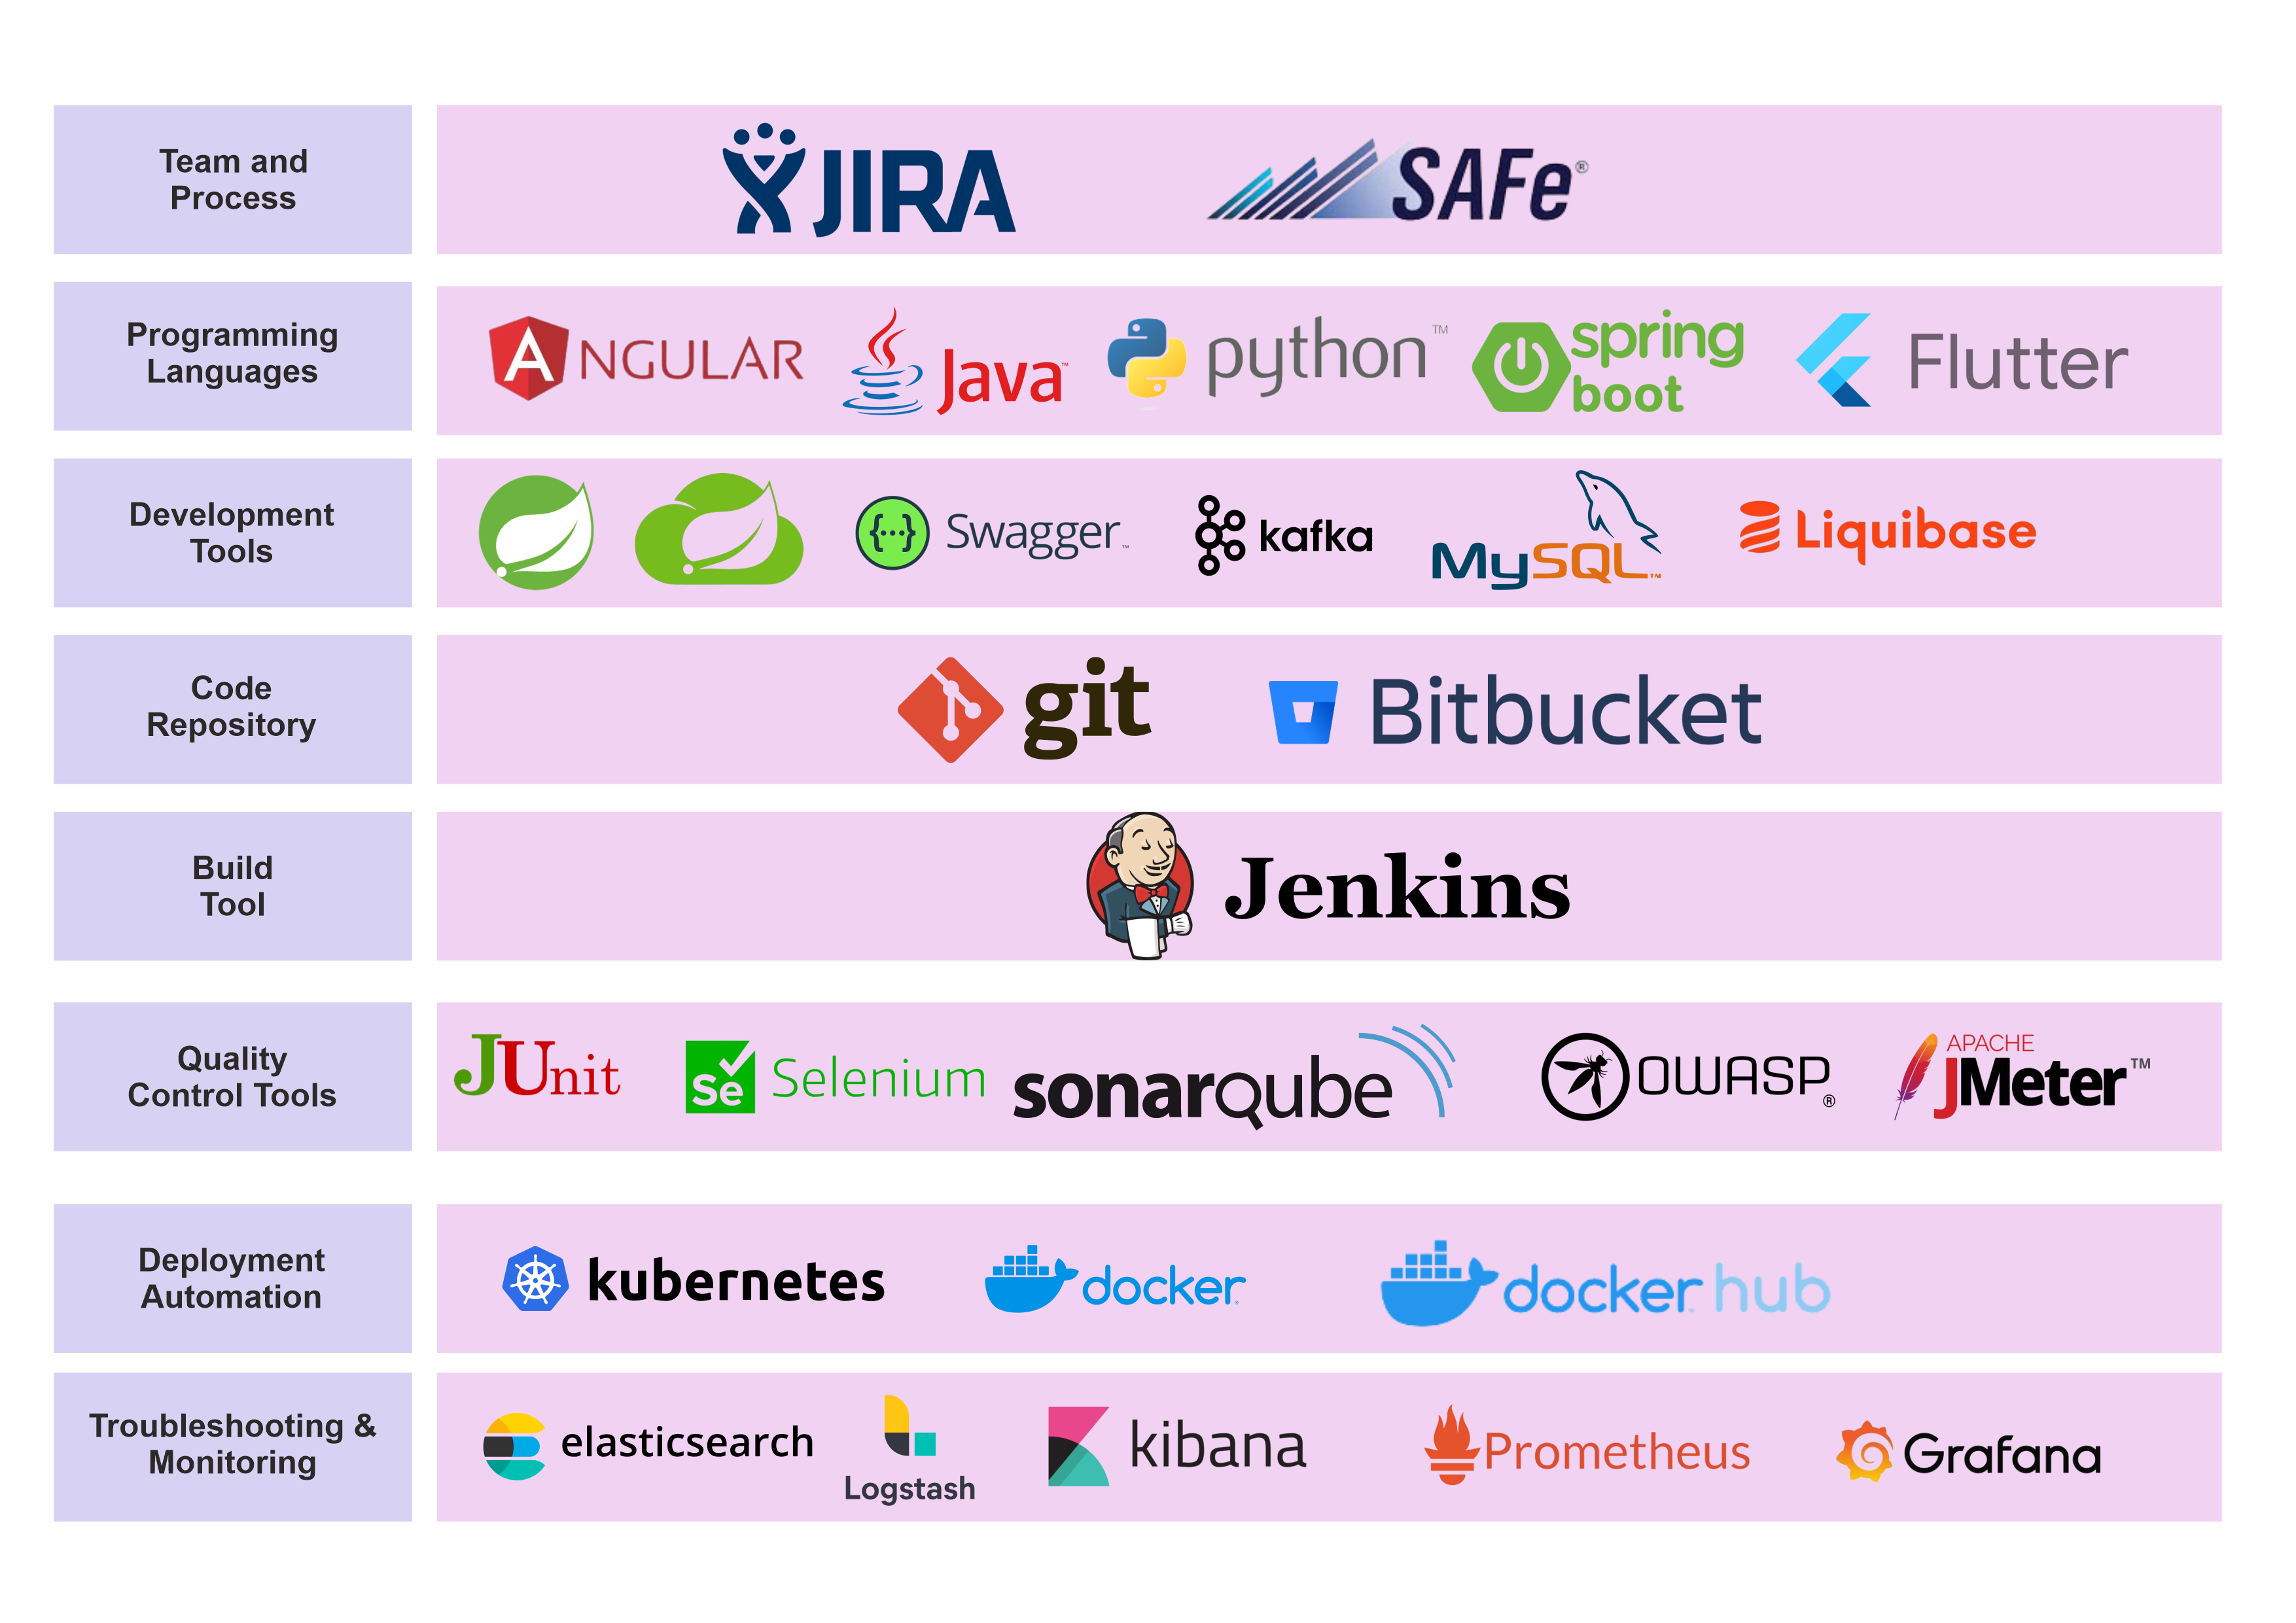 Team and
Process
JIRA
SAFe®
Programming
Languages
ANGULAR
Java™
python™
spring
boot
Flutter
Development
Tools
{···} Swagger™
kafka
MySQL™
Liquibase
Code
Repository
git
Bitbucket
Build
Tool
Jenkins
Quality
Control Tools
JUnit
Se Selenium
sonarqube
OWASP®
APACHE
JMeter™
Deployment
Automation
kubernetes
docker
docker hub
Troubleshooting &
Monitoring
elasticsearch
Logstash
kibana
Prometheus
Grafana